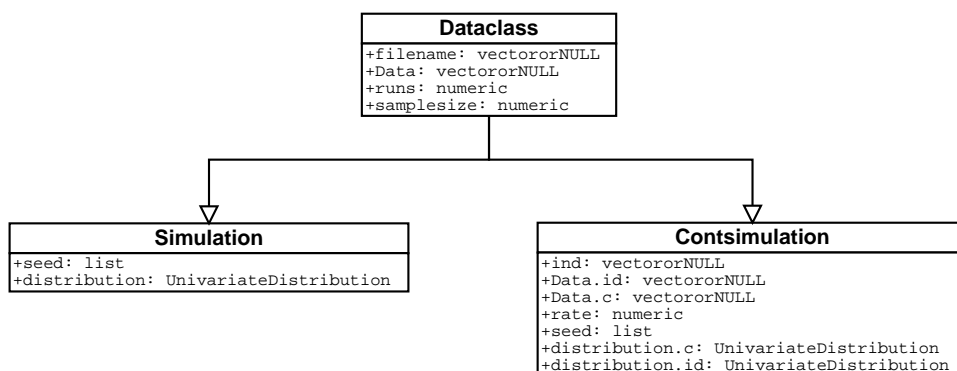 Dataclass
+filename: vectororNULL
+Data: vectororNULL
+runs: numeric
+samplesize: numeric
Simulation
+seed: list
+distribution: UnivariateDistribution
Contsimulation
+ind: vectororNULL
+Data.id: vectororNULL
+Data.c: vectororNULL
+rate: numeric
+seed: list
+distribution.c: UnivariateDistribution
+distribution.id: UnivariateDistribution